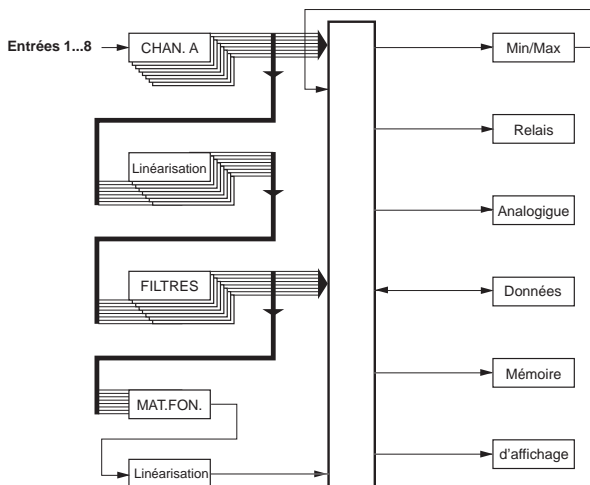 Entrées 1...8
CHAN. A
Min/Max
Relais
Linéarisation
Analogique
FILTRES
Données
Mémoire
MAT.FON.
d'affichage
Linéarisation